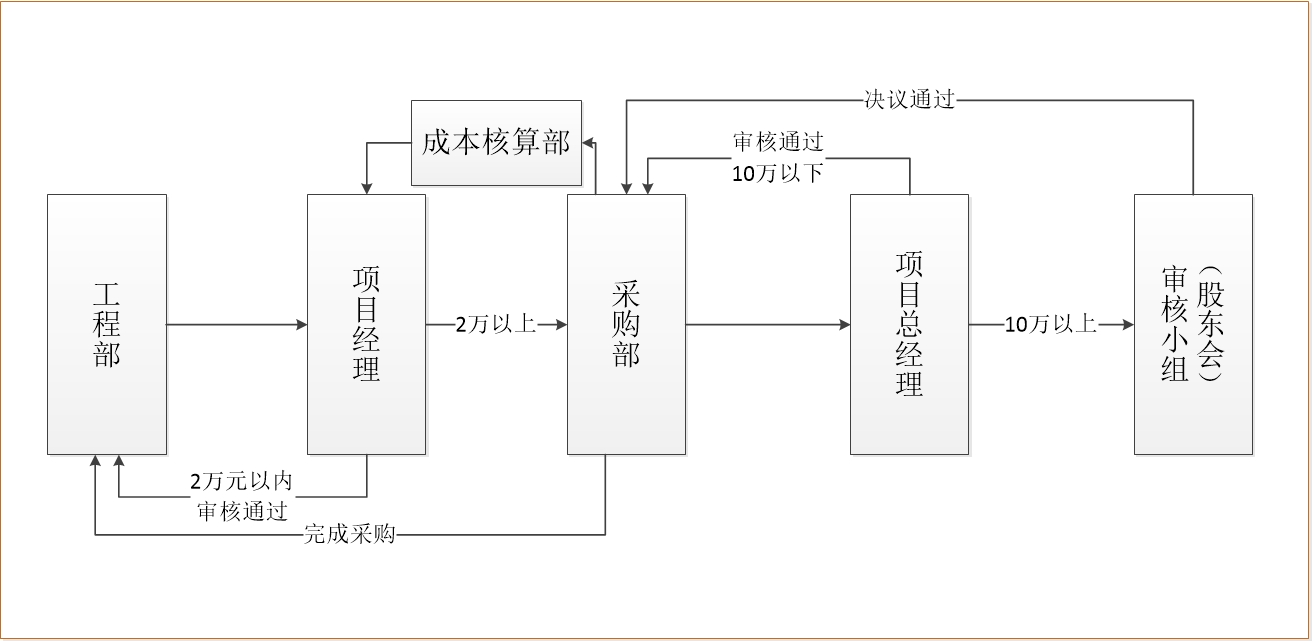 决议通过
成本核算部
审核通过
10万以下
工程部
项目经理
2万以上
采购部
项目总经理
10万以上
审核小组
（股东会）
2万元以内
审核通过
完成采购